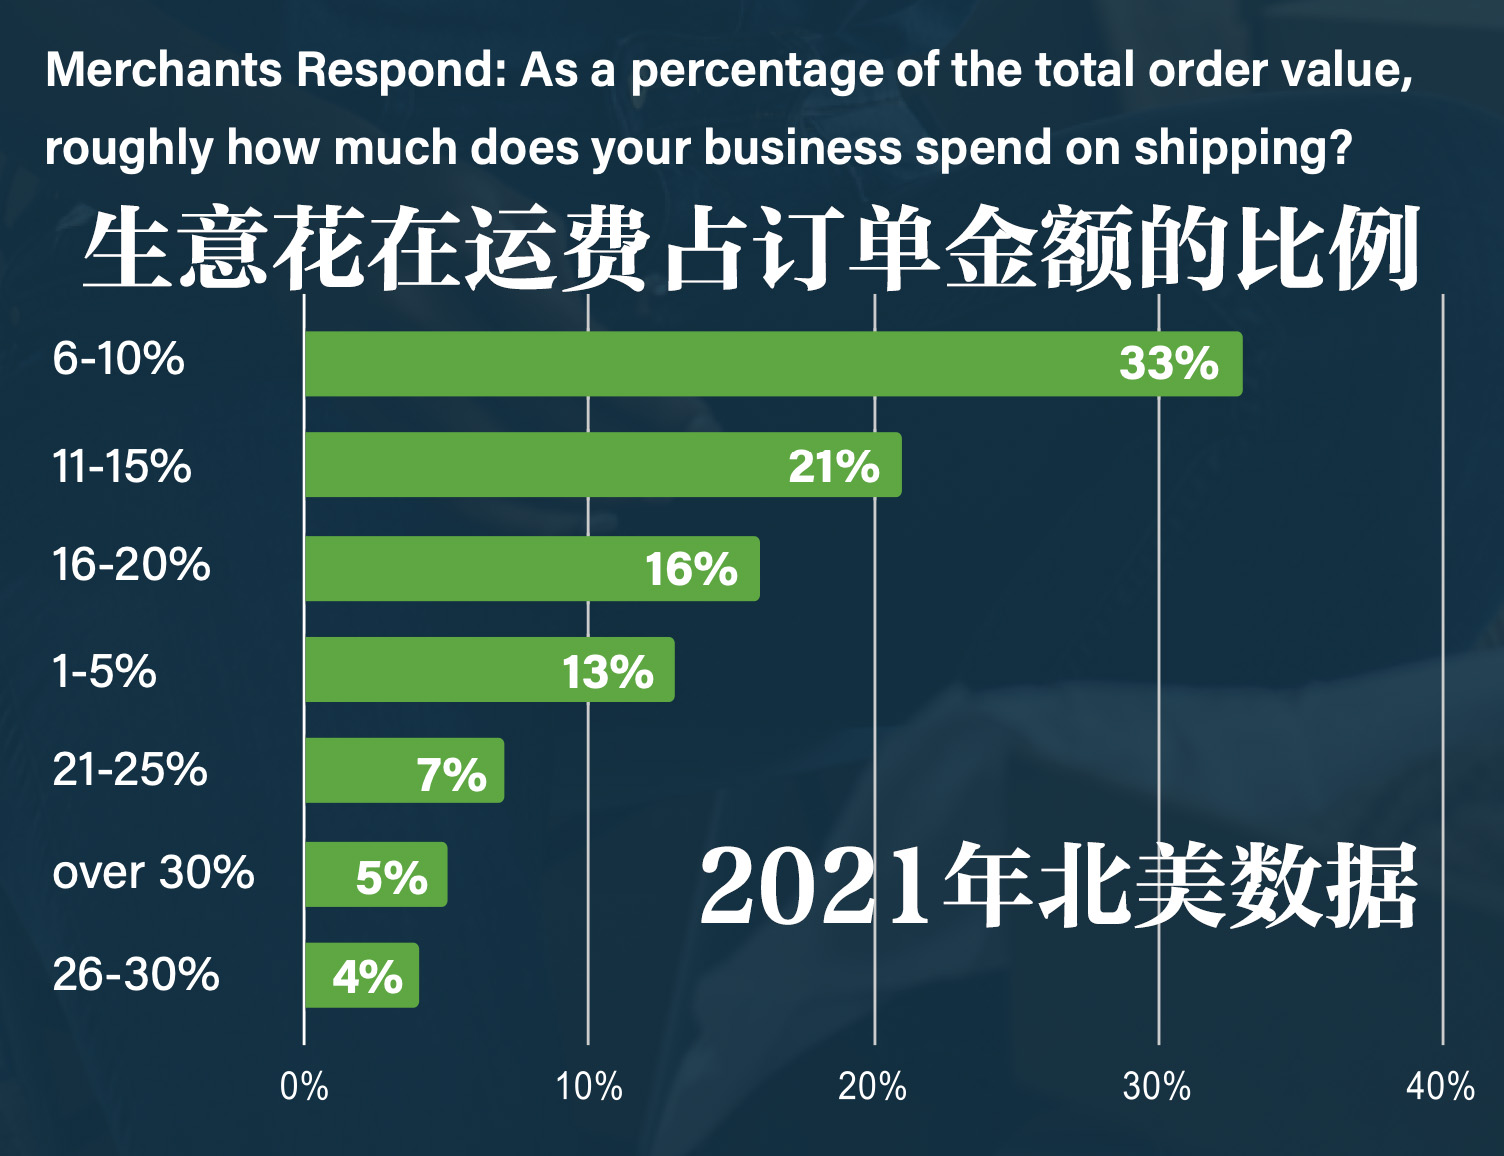 Merchants Respond: As a percentage of the total order value,
roughly how much does your business spend on shipping?
生意花在运费占订单金额的比例
6-10% 33%
11-15% 21%
16-20% 16%
1-5% 13%
21-25% 7%
over 30% 5%
2021年北美数据
26-30% 4%
0% 10% 20% 30% 40%